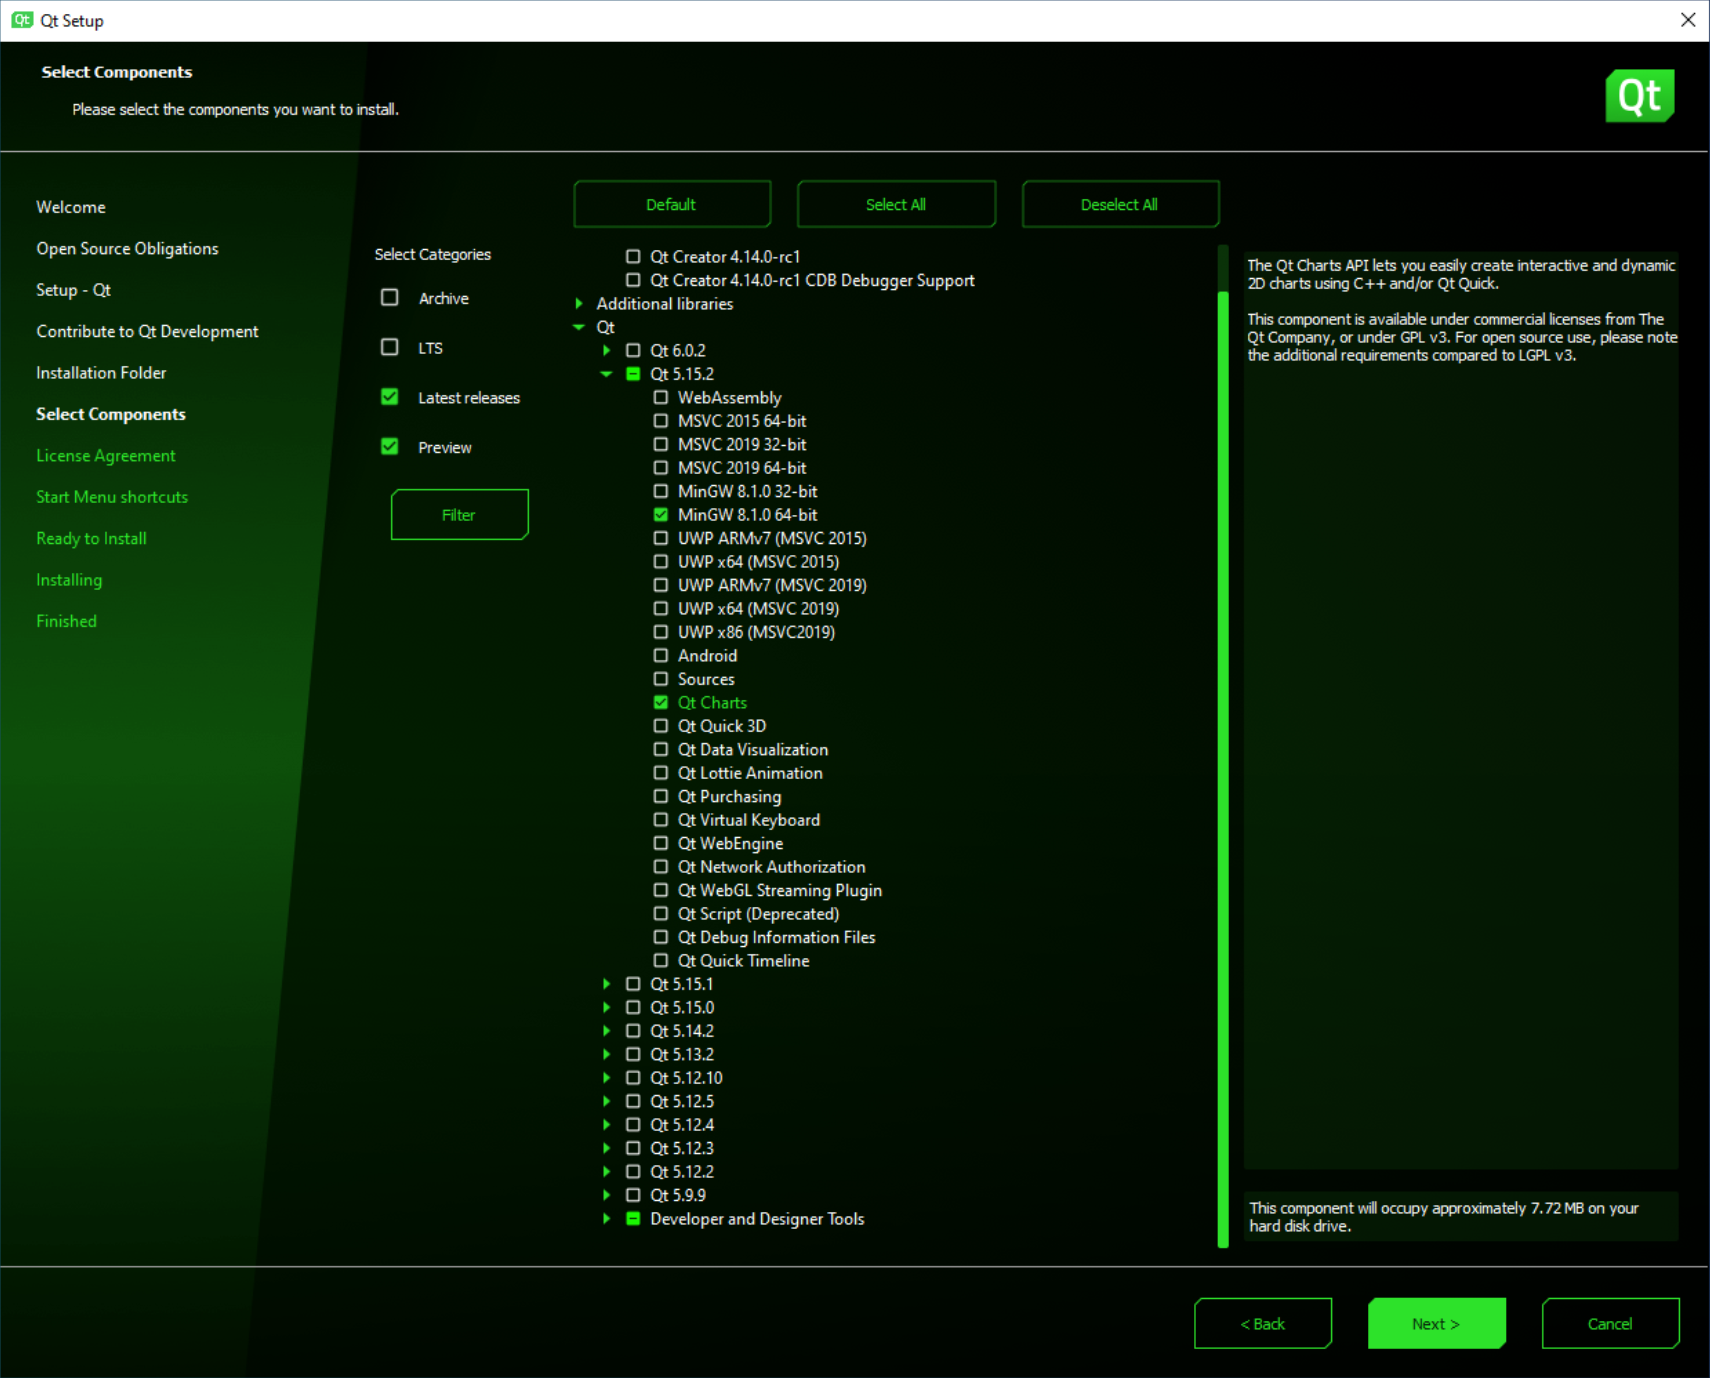 Qt Qt Setup
Select Components
Please select the components you want to install.
Qt
Welcome
Open Source Obligations
Setup - Qt
Contribute to Qt Development
Installation Folder
Select Components
License Agreement
Start Menu shortcuts
Ready to Install
Installing
Finished
Default
Select All
Deselect All
Select Categories
Archive
LTS
Latest releases
Preview
Filter
Qt Creator 4.14.0-rc1
Qt Creator 4.14.0-rc1 CDB Debugger Support
Additional libraries
Qt
Qt 6.0.2
Qt 5.15.2
WebAssembly
MSVC 2015 64-bit
MSVC 2019 32-bit
MSVC 2019 64-bit
MinGW 8.1.0 32-bit
MinGW 8.1.0 64-bit
UWP ARMv7 (MSVC 2015)
UWP x64 (MSVC 2015)
UWP ARMv7 (MSVC 2019)
UWP x64 (MSVC 2019)
UWP x86 (MSVC2019)
Android
Sources
Qt Charts
Qt Quick 3D
Qt Data Visualization
Qt Lottie Animation
Qt Purchasing
Qt Virtual Keyboard
Qt WebEngine
Qt Network Authorization
Qt WebGL Streaming Plugin
Qt Script (Deprecated)
Qt Debug Information Files
Qt Quick Timeline
Qt 5.15.1
Qt 5.15.0
Qt 5.14.2
Qt 5.13.2
Qt 5.12.10
Qt 5.12.5
Qt 5.12.4
Qt 5.12.3
Qt 5.12.2
Qt 5.9.9
Developer and Designer Tools
The Qt Charts API lets you easily create interactive and dynamic
2D charts using C++ and/or Qt Quick.
This component is available under commercial licenses from The
Qt Company, or under GPL v3. For open source use, please note
the additional requirements compared to LGPL v3.
This component will occupy approximately 7.72 MB on your
hard disk drive.
< Back
Next >
Cancel